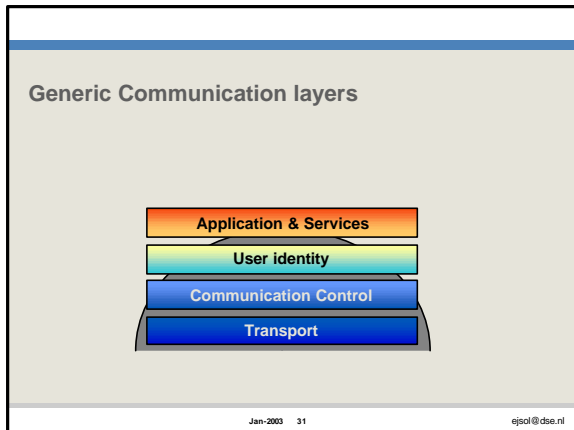 Generic Communication layers
Application & Services
User identity
Communication Control
Transport
Jan-2003 31 ejsol@dse.nl